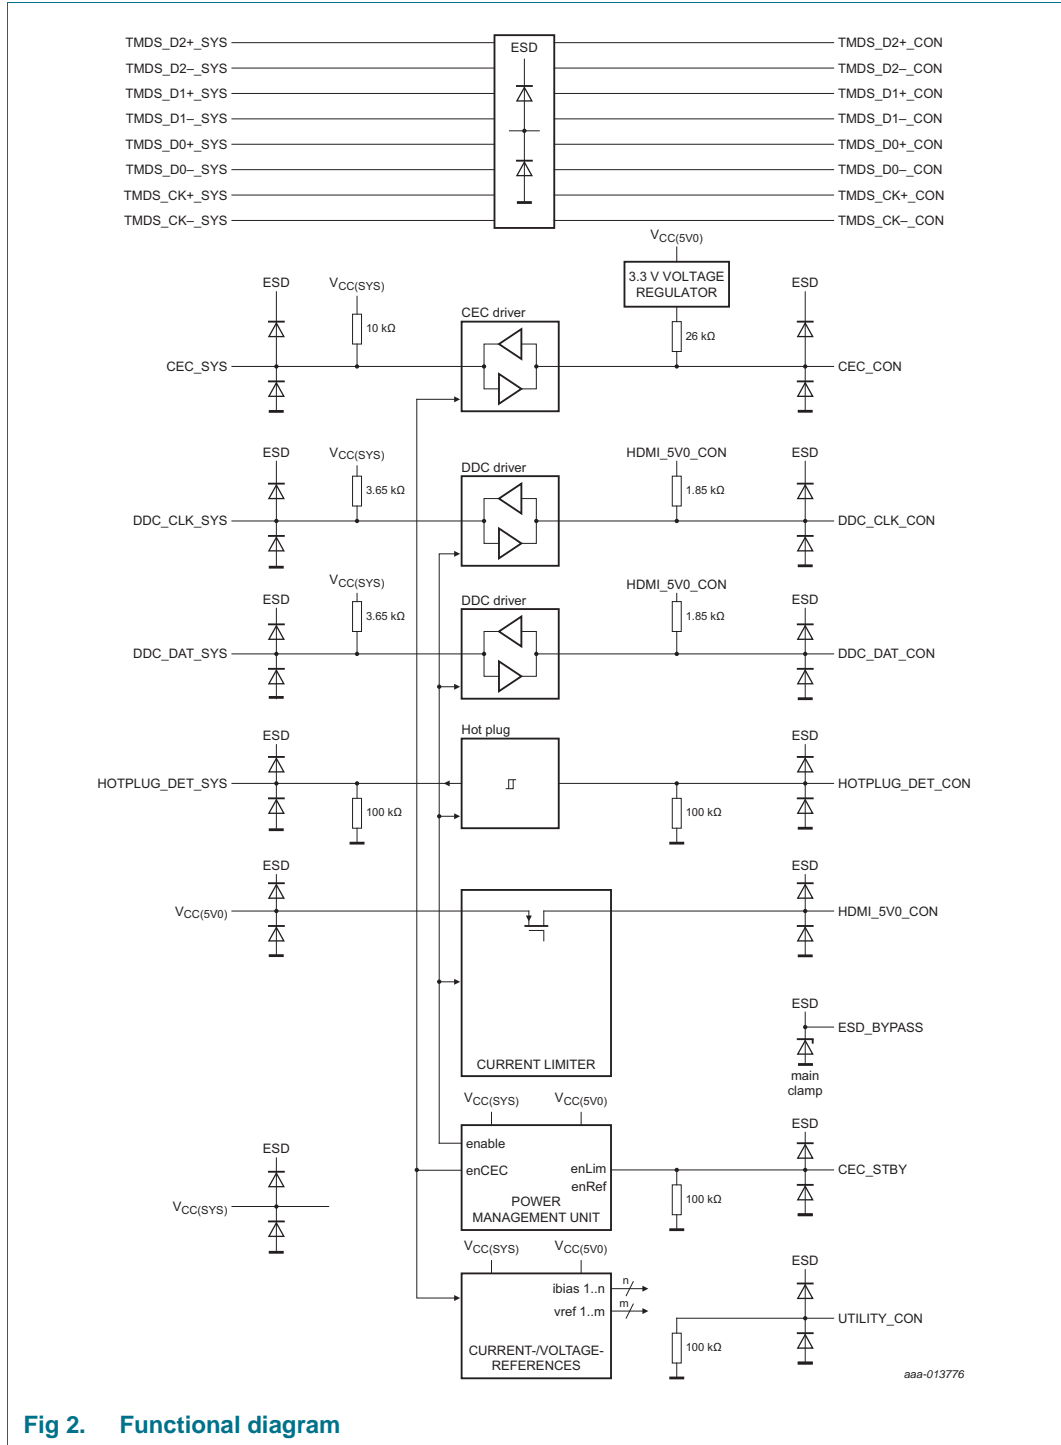 TMDS_D2+_SYS ESD TMDS_D2+_CON
TMDS_D2–_SYS TMDS_D2–_CON
TMDS_D1+_SYS TMDS_D1+_CON
TMDS_D1–_SYS TMDS_D1–_CON
TMDS_D0+_SYS TMDS_D0+_CON
TMDS_D0–_SYS TMDS_D0–_CON
TMDS_CK+_SYS TMDS_CK+_CON
TMDS_CK–_SYS TMDS_CK–_CON
VCC(5V0)
ESD VCC(SYS) 3.3 V VOLTAGE ESD
REGULATOR
CEC driver
10 kΩ 26 kΩ
CEC_SYS CEC_CON
ESD VCC(SYS) HDMI_5V0_CON ESD
DDC driver
3.65 kΩ 1.85 kΩ
DDC_CLK_SYS DDC_CLK_CON
VCC(SYS) HDMI_5V0_CON
ESD DDC driver ESD
3.65 kΩ 1.85 kΩ
DDC_DAT_SYS DDC_DAT_CON
ESD Hot plug ESD
HOTPLUG_DET_SYS HOTPLUG_DET_CON
100 kΩ 100 kΩ
ESD ESD
VCC(5V0) HDMI_5V0_CON
ESD
ESD_BYPASS
CURRENT LIMITER
main
clamp
VCC(SYS) VCC(5V0)
ESD
enable
ESD
enCEC enLim CEC_STBY
enRef
100 kΩ
POWER
MANAGEMENT UNIT
VCC(SYS)
VCC(SYS) VCC(5V0)
ESD
ibias 1..n n
vref 1..m m
UTILITY_CON
100 kΩ
CURRENT-/VOLTAGE-
REFERENCES
aaa-013776
Fig 2. Functional diagram